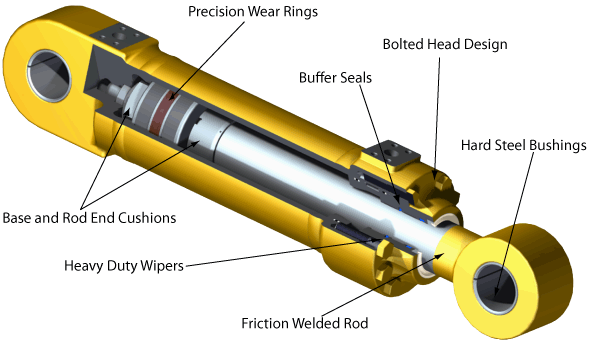 Precision Wear Rings
Bolted Head Design
Buffer Seals
Hard Steel Bushings
Base and Rod End Cushions
Heavy Duty Wipers
Friction Welded Rod